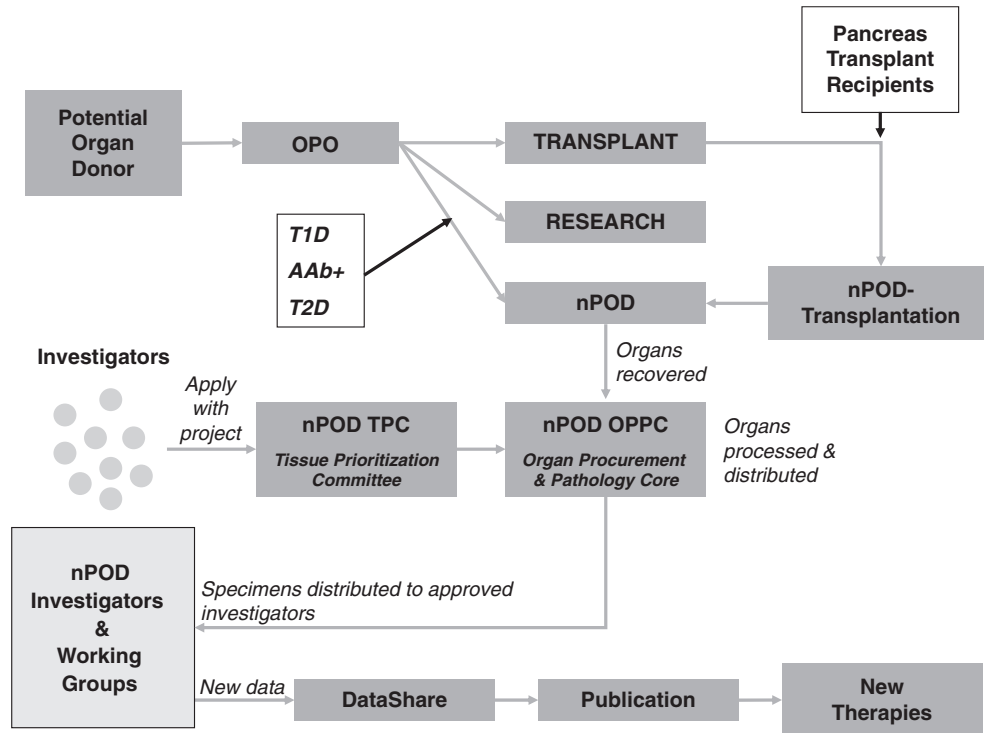 Pancreas
Transplant
Recipients
Potential
Organ
Donor
OPO
TRANSPLANT
RESEARCH
T1D
AAb+
T2D
nPOD
nPOD-
Transplantation
Organs
recovered
Investigators
Apply
with
project
nPOD TPC
Tissue Prioritization
Committee
nPOD OPPC
Organ Procurement
& Pathology Core
Organs
processed &
distributed
nPOD
Investigators
&
Working
Groups
Specimens distributed to approved
investigators
New data
DataShare
Publication
New
Therapies